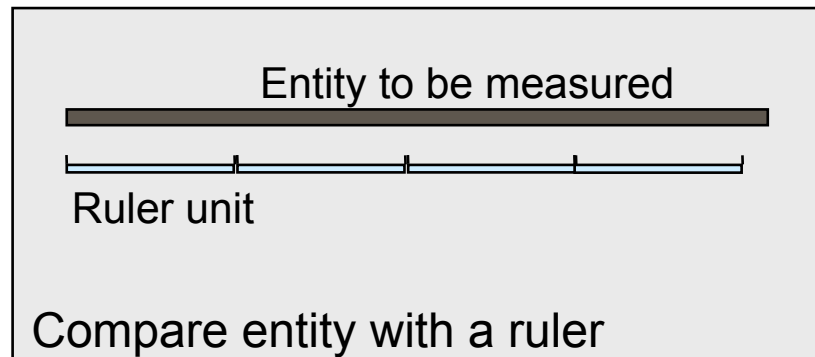 Entity to be measured
Ruler unit
Compare entity with a ruler